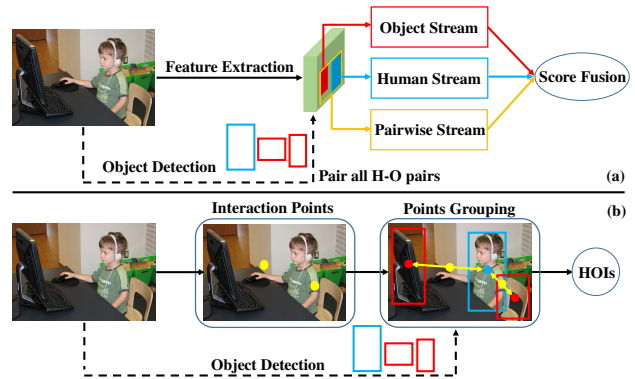 Object Stream
Feature Extraction
Human Stream
Score Fusion
Pairwise Stream
Object Detection
Pair all H-O pairs
(a)
Interaction Points
Points Grouping
(b)
HOIs
Object Detection